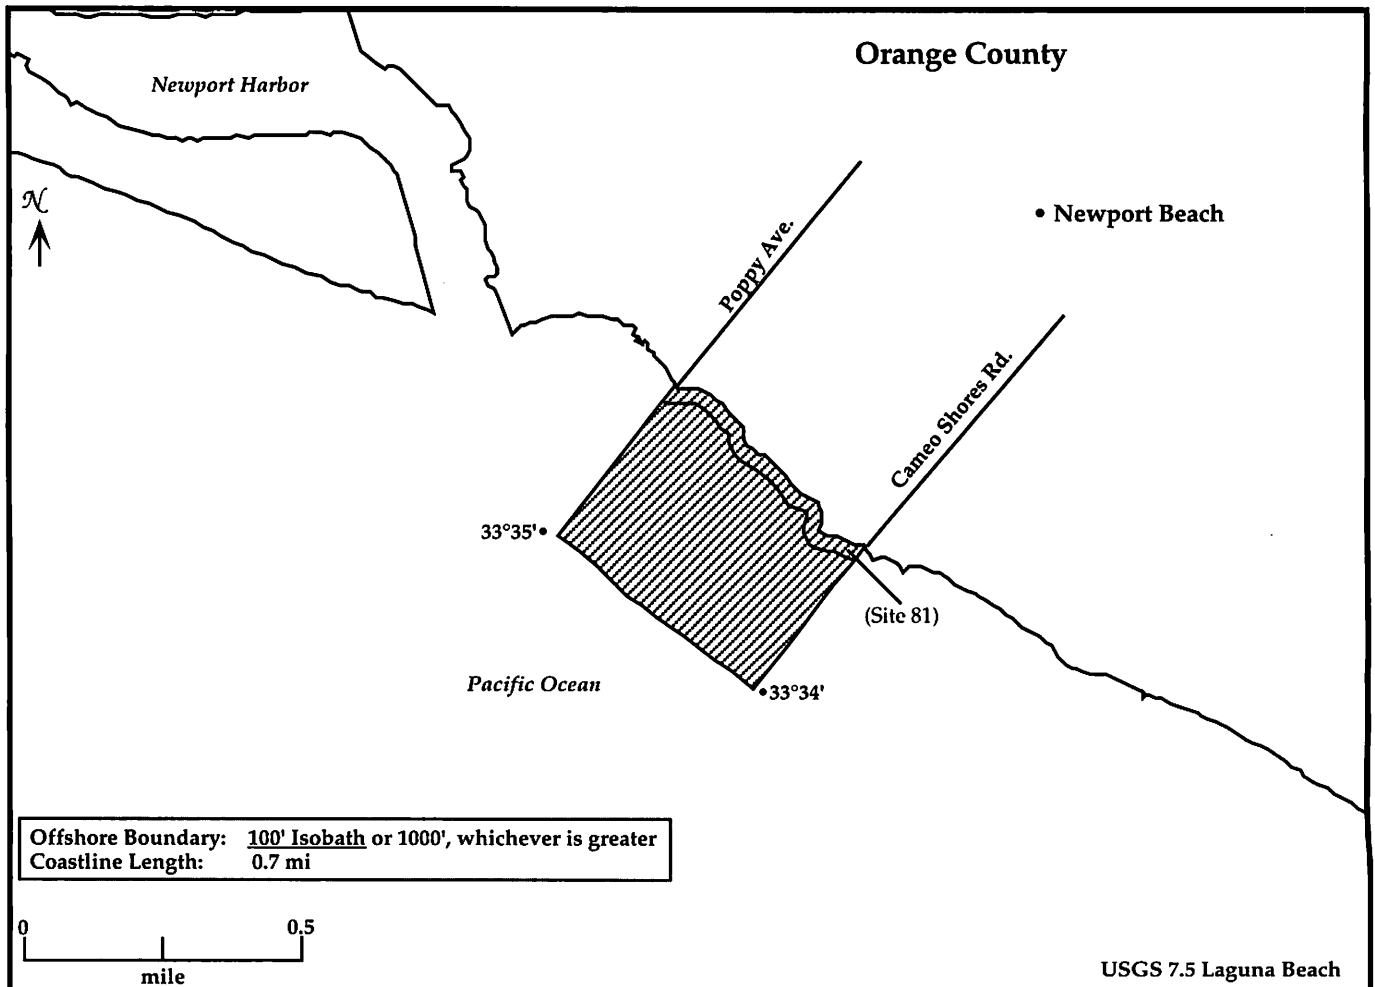 Orange County
Newport Harbor
N
Poppy Ave.
• Newport Beach
Cameo Shores Rd.
33°35'•
(Site 81)
Pacific Ocean
•33°34'
Offshore Boundary: 100' Isobath or 1000', whichever is greater
Coastline Length: 0.7 mi
0 0.5
mile
USGS 7.5 Laguna Beach